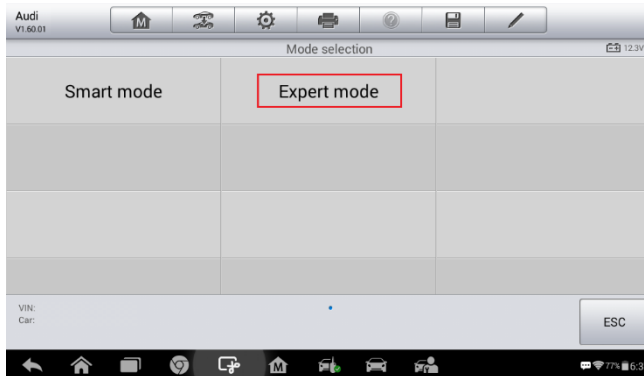 Audi
V1.60.01
Mode selection
12.3V
Smart mode
Expert mode
VIN:
Car:
ESC
77%